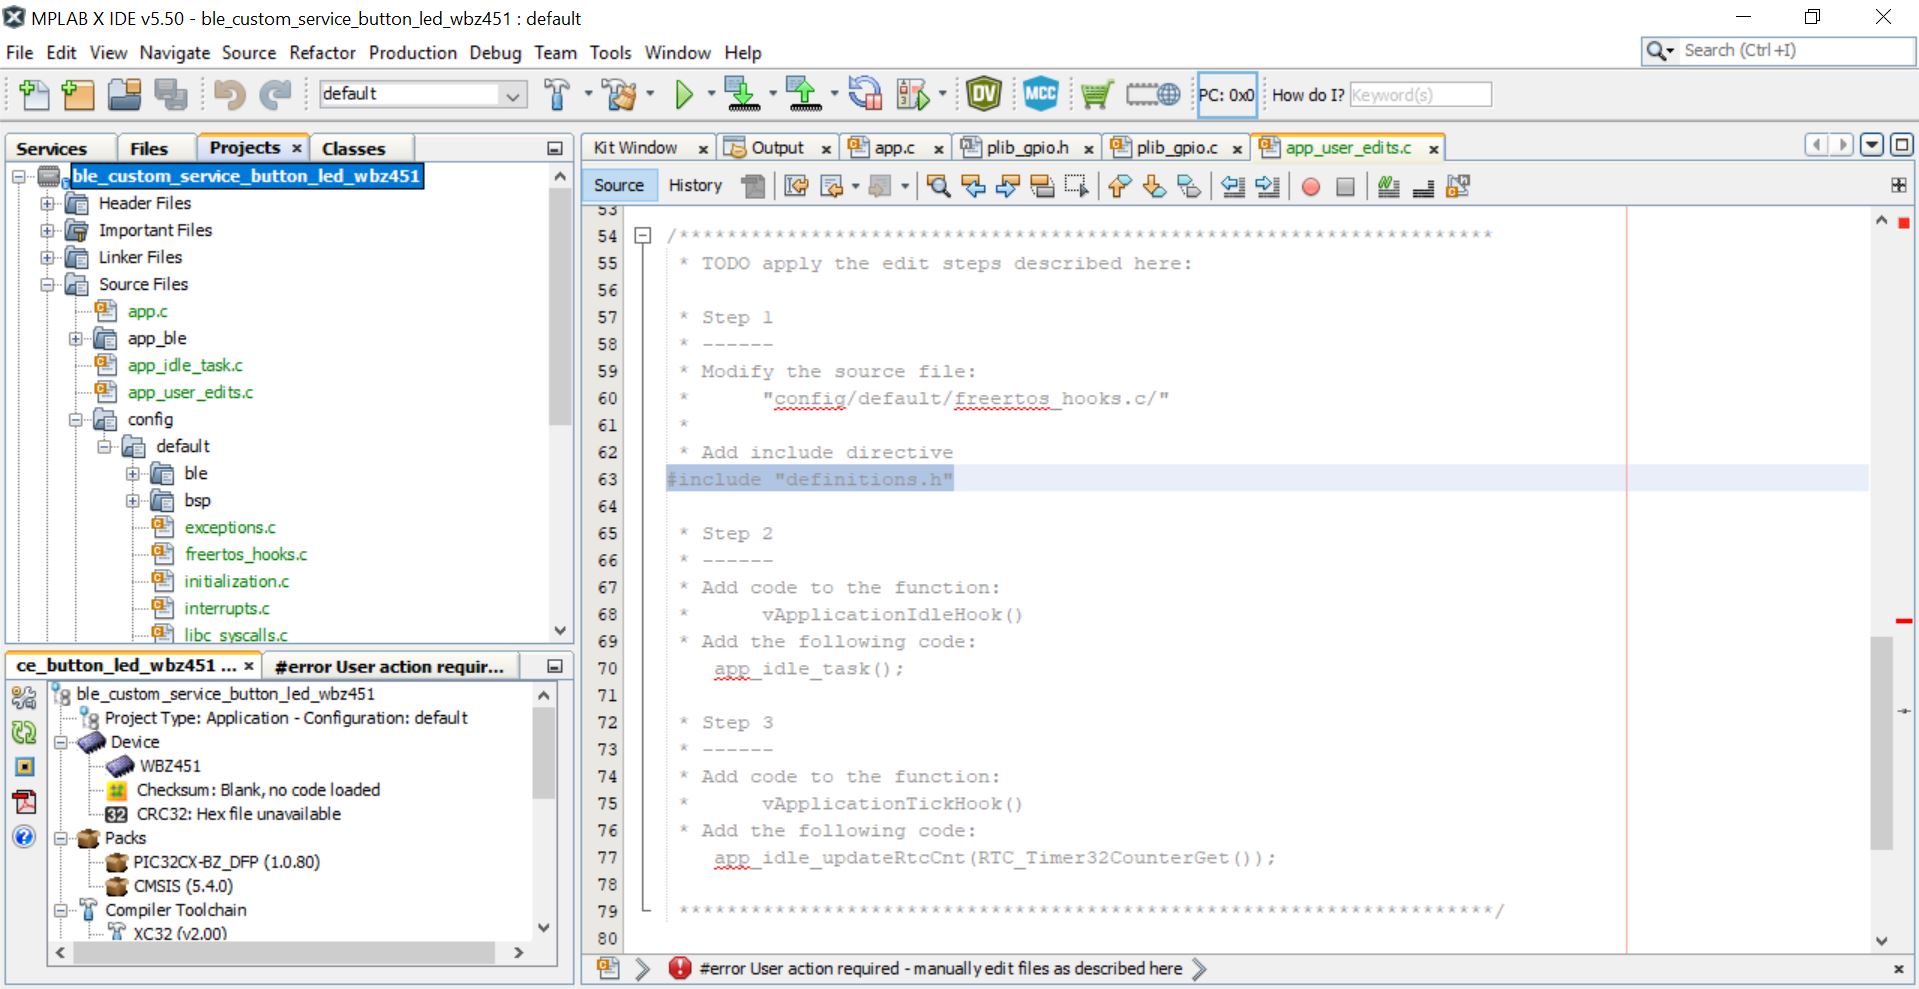 MPLAB X IDE v5.50 - ble_custom_service_button_led_wbz451 : default
File Edit View Navigate Source Refactor Production Debug Team Tools Window Help
Search (Ctrl+I)
default
DV
MCC
PC: 0x0
How do I? Keyword(s)
Services Files Projects Classes
ble_custom_service_button_led_wbz451
Header Files
Important Files
Linker Files
Source Files
app.c
app_ble
app_idle_task.c
app_user_edits.c
config
default
ble
bsp
exceptions.c
freertos_hooks.c
initialization.c
interrupts.c
libc_syscalls.c
ce_button_led_wbz451 ... #error User action requir...
ble_custom_service_button_led_wbz451
Project Type: Application - Configuration: default
Device
WBZ451
Checksum: Blank, no code loaded
32 CRC32: Hex file unavailable
Packs
PIC32CX-BZ_DFP (1.0.80)
CMSIS (5.4.0)
Compiler Toolchain
XC32 (v2.00)
Kit Window Output app.c plib_gpio.h plib_gpio.c app_user_edits.c
Source History
53
54 /********************************************************************
55 * TODO apply the edit steps described here:
56
57 * Step 1
58 * ------
59 * Modify the source file:
60 * "config/default/freertos_hooks.c/"
61 *
62 * Add include directive
63 #include "definitions.h"
64
65 * Step 2
66 * ------
67 * Add code to the function:
68 * vApplicationIdleHook()
69 * Add the following code:
70 app_idle_task();
71
72 * Step 3
73 * ------
74 * Add code to the function:
75 * vApplicationTickHook()
76 * Add the following code:
77 app_idle_updateRtcCnt(RTC_Timer32CounterGet());
78
79 ********************************************************************/
80
#error User action required - manually edit files as described here